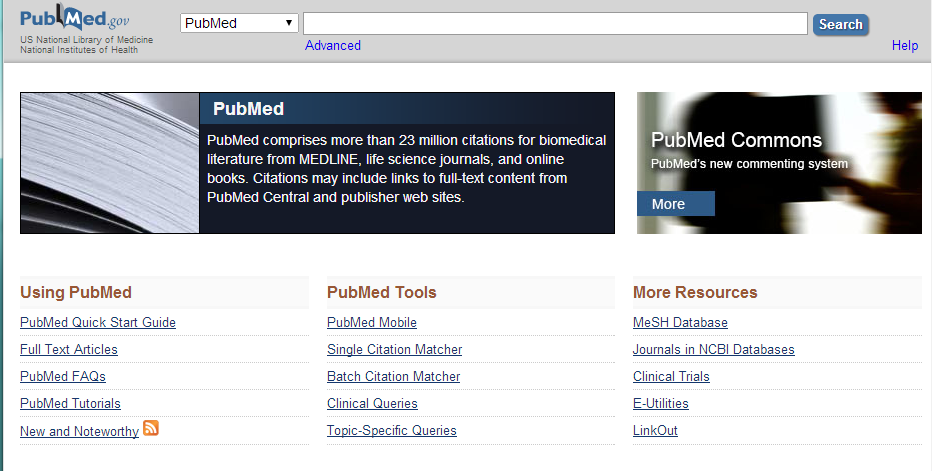 PubMed.gov
US National Library of Medicine
National Institutes of Health
PubMed
Search
Advanced
Help
PubMed
PubMed comprises more than 23 million citations for biomedical
literature from MEDLINE, life science journals, and online
books. Citations may include links to full-text content from
PubMed Central and publisher web sites.
PubMed Commons
PubMed's new commenting system
More
Using PubMed
PubMed Quick Start Guide
Full Text Articles
PubMed FAQs
PubMed Tutorials
New and Noteworthy
PubMed Tools
PubMed Mobile
Single Citation Matcher
Batch Citation Matcher
Clinical Queries
Topic-Specific Queries
More Resources
MeSH Database
Journals in NCBI Databases
Clinical Trials
E-Utilities
LinkOut